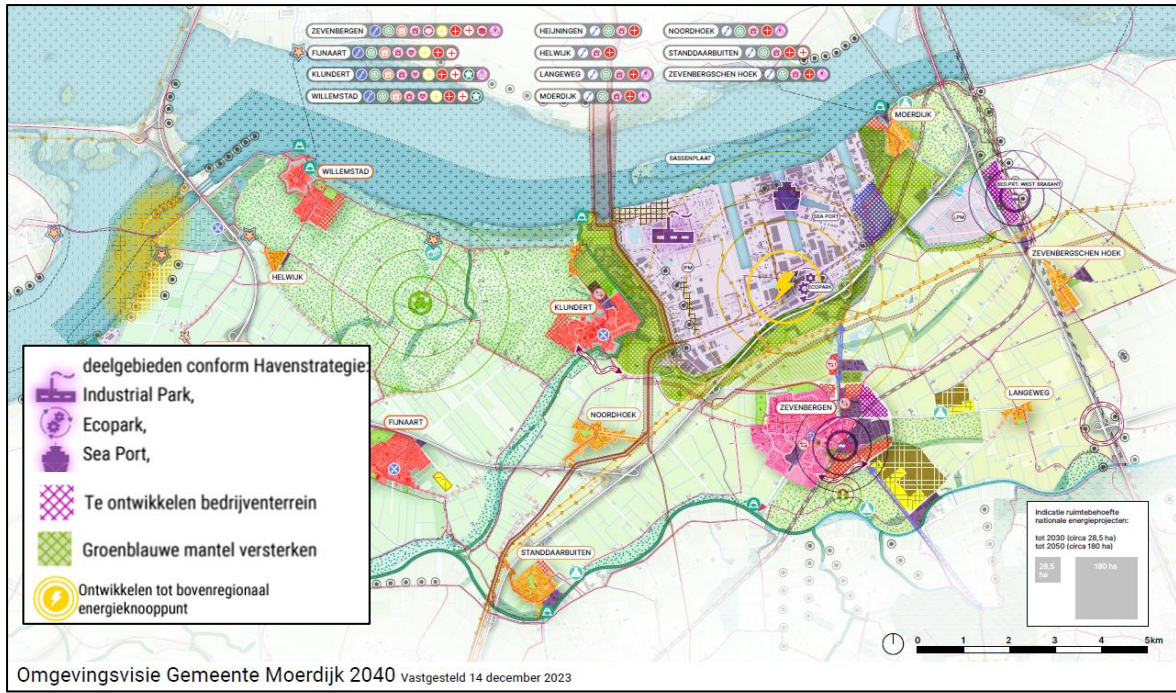 ZEVENBERGEN
FIJNAART
KLUNDERT
WILLEMSTAD
HEIJNINGEN
HELWIJK
LANGEWEG
MOERDIJK
NOORDHOEK
STANDDAARBUITEN
ZEVENBERGSCHEN HOEK
MOERDIJK
SASSENPLAAT
WILLEMSTAD
SEA PORT
LPM
HELWIJK
IPM
ECOPARK
ZEVENBERGSCHEN HOEK
KLUNDERT
deelgebieden conform Havenstrategie:
Industrial Park,
Ecopark,
Sea Port,
Te ontwikkelen bedrijventerrein
Groenblauwe mantel versterken
Ontwikkelen tot bovenregionaal
energieknooppunt
FIJNAART
NOORDHOEK
ZEVENBERGEN
LANGEWEG
STANDDAARBUITEN
Indicatie ruimtebehoefte
nationale energieprojecten:
tot 2030 (circa 28,5 ha)
tot 2050 (circa 180 ha)
28,5
ha
180 ha
0 1 2 3 4 5km
Omgevingsvisie Gemeente Moerdijk 2040 Vastgesteld 14 december 2023